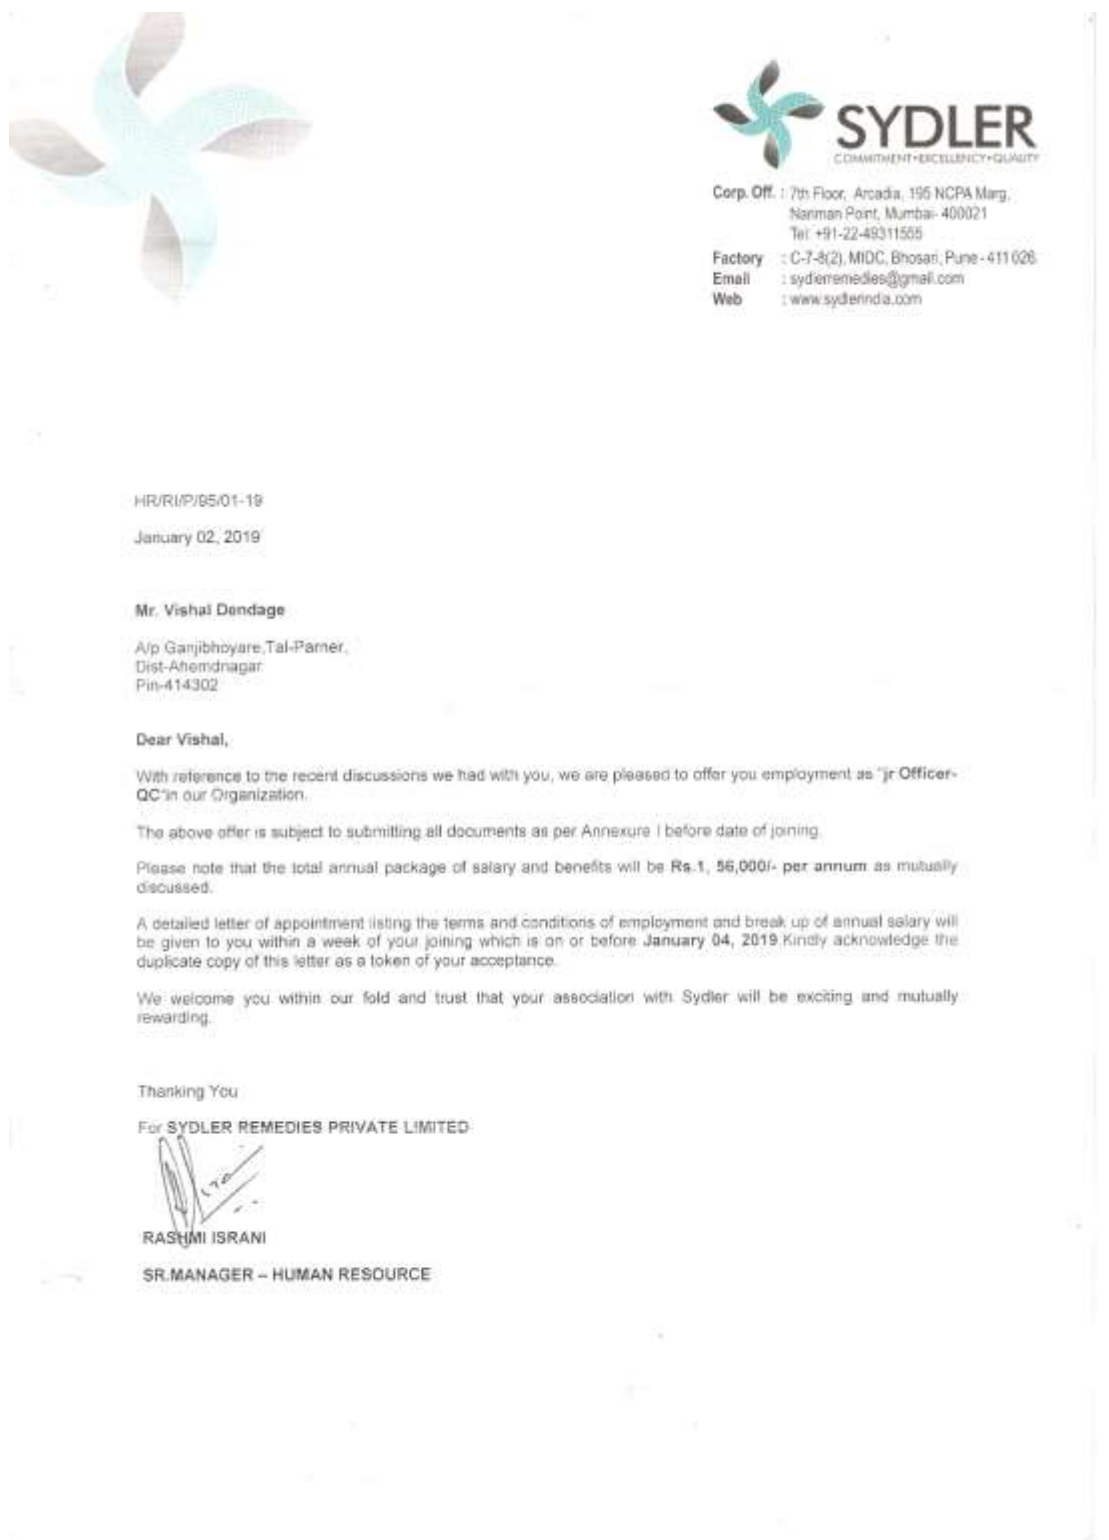 SYDLER
COMMITMENT•EXCELLENCY•QUALITY
Corp. Off. : 7th Floor, Arcadia, 195 NCPA Marg,
Nariman Point, Mumbai- 400021
Tel: +91-22-49311555
Factory : C-7-8(2), MIDC, Bhosari, Pune - 411 026.
Email : sydlerremedies@gmail.com
Web : www.sydlerindia.com
HR/RI/P/95/01-19
January 02, 2019
Mr. Vishal Dendage
A/p Ganjibhoyare,Tal-Parner,
Dist-Ahemdnagar
Pin-414302
Dear Vishal,
With reference to the recent discussions we had with you, we are pleased to offer you employment as "jr Officer-
QC"in our Organization.
The above offer is subject to submitting all documents as per Annexure I before date of joining.
Please note that the total annual package of salary and benefits will be Rs.1, 56,000/- per annum as mutually
discussed.
A detailed letter of appointment listing the terms and conditions of employment and break up of annual salary will
be given to you within a week of your joining which is on or before January 04, 2019.Kindly acknowledge the
duplicate copy of this letter as a token of your acceptance.
We welcome you within our fold and trust that your association with Sydler will be exciting and mutually
rewarding.
Thanking You
For SYDLER REMEDIES PRIVATE LIMITED
RASHMI ISRANI
SR.MANAGER – HUMAN RESOURCE